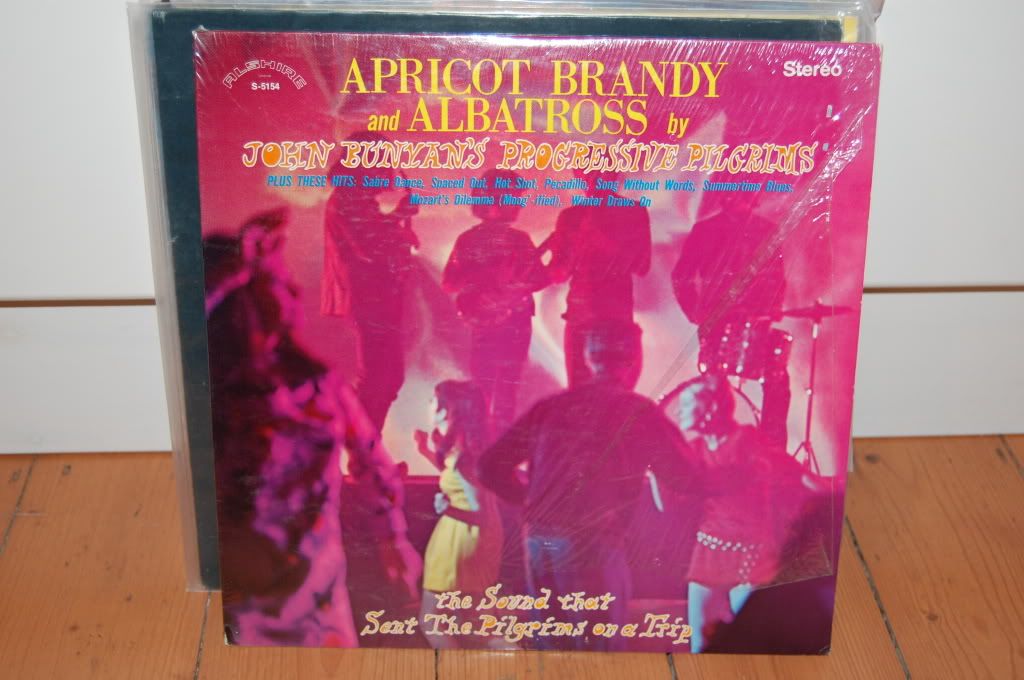 ALSHIRE
S-5154
Stereo
APRICOT BRANDY
and ALBATROSS by
JOHN BUNYAN'S PROGRESSIVE PILGRIMS
PLUS THESE HITS: Sabre Dance, Spaced Out, Hot Shot, Pecadillo, Song Without Words, Summertime Blues,
Mozart's Dilemma (Moog'-ified), Winter Draws On
the Sound that
Sent The Pilgrims on a Trip